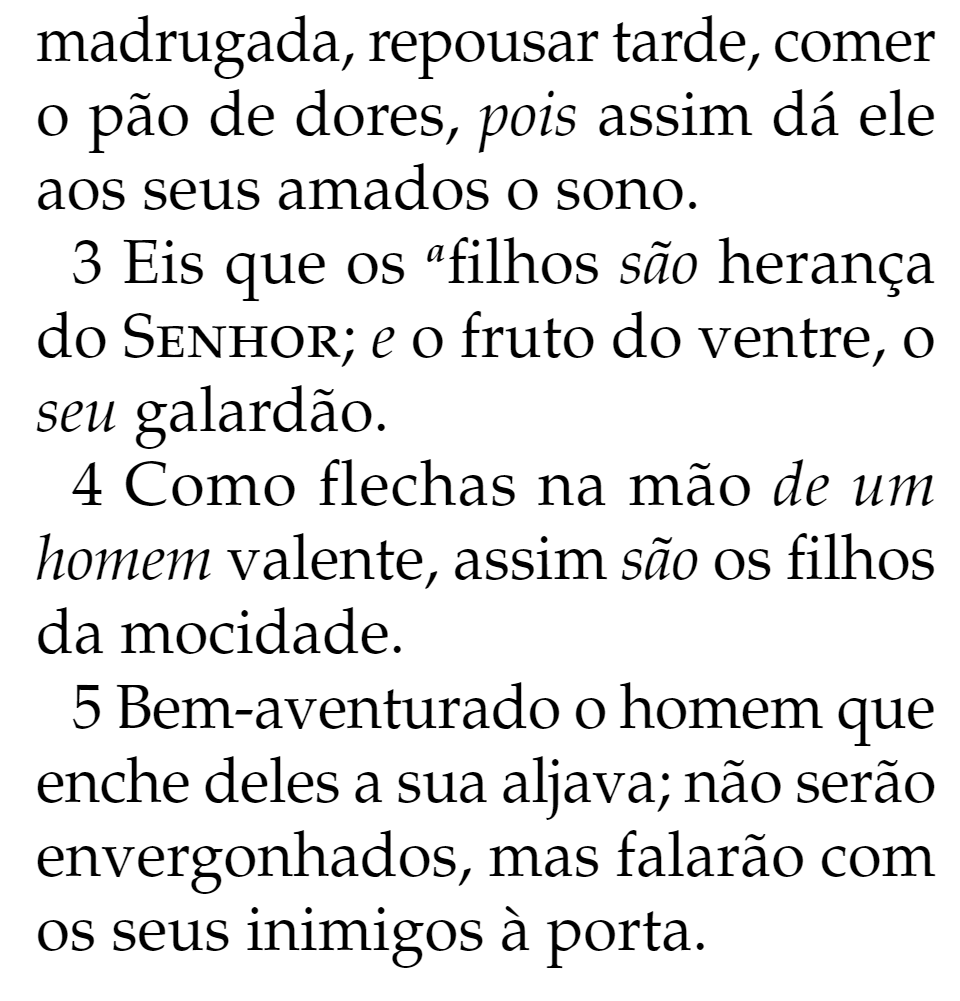 madrugada, repousar tarde, comer
o pão de dores, pois assim dá ele
aos seus amados o sono.
3 Eis que os ᵃfilhos são herança
do SENHOR; e o fruto do ventre, o
seu galardão.
4 Como flechas na mão de um
homem valente, assim são os filhos
da mocidade.
5 Bem-aventurado o homem que
enche deles a sua aljava; não serão
envergonhados, mas falarão com
os seus inimigos à porta.